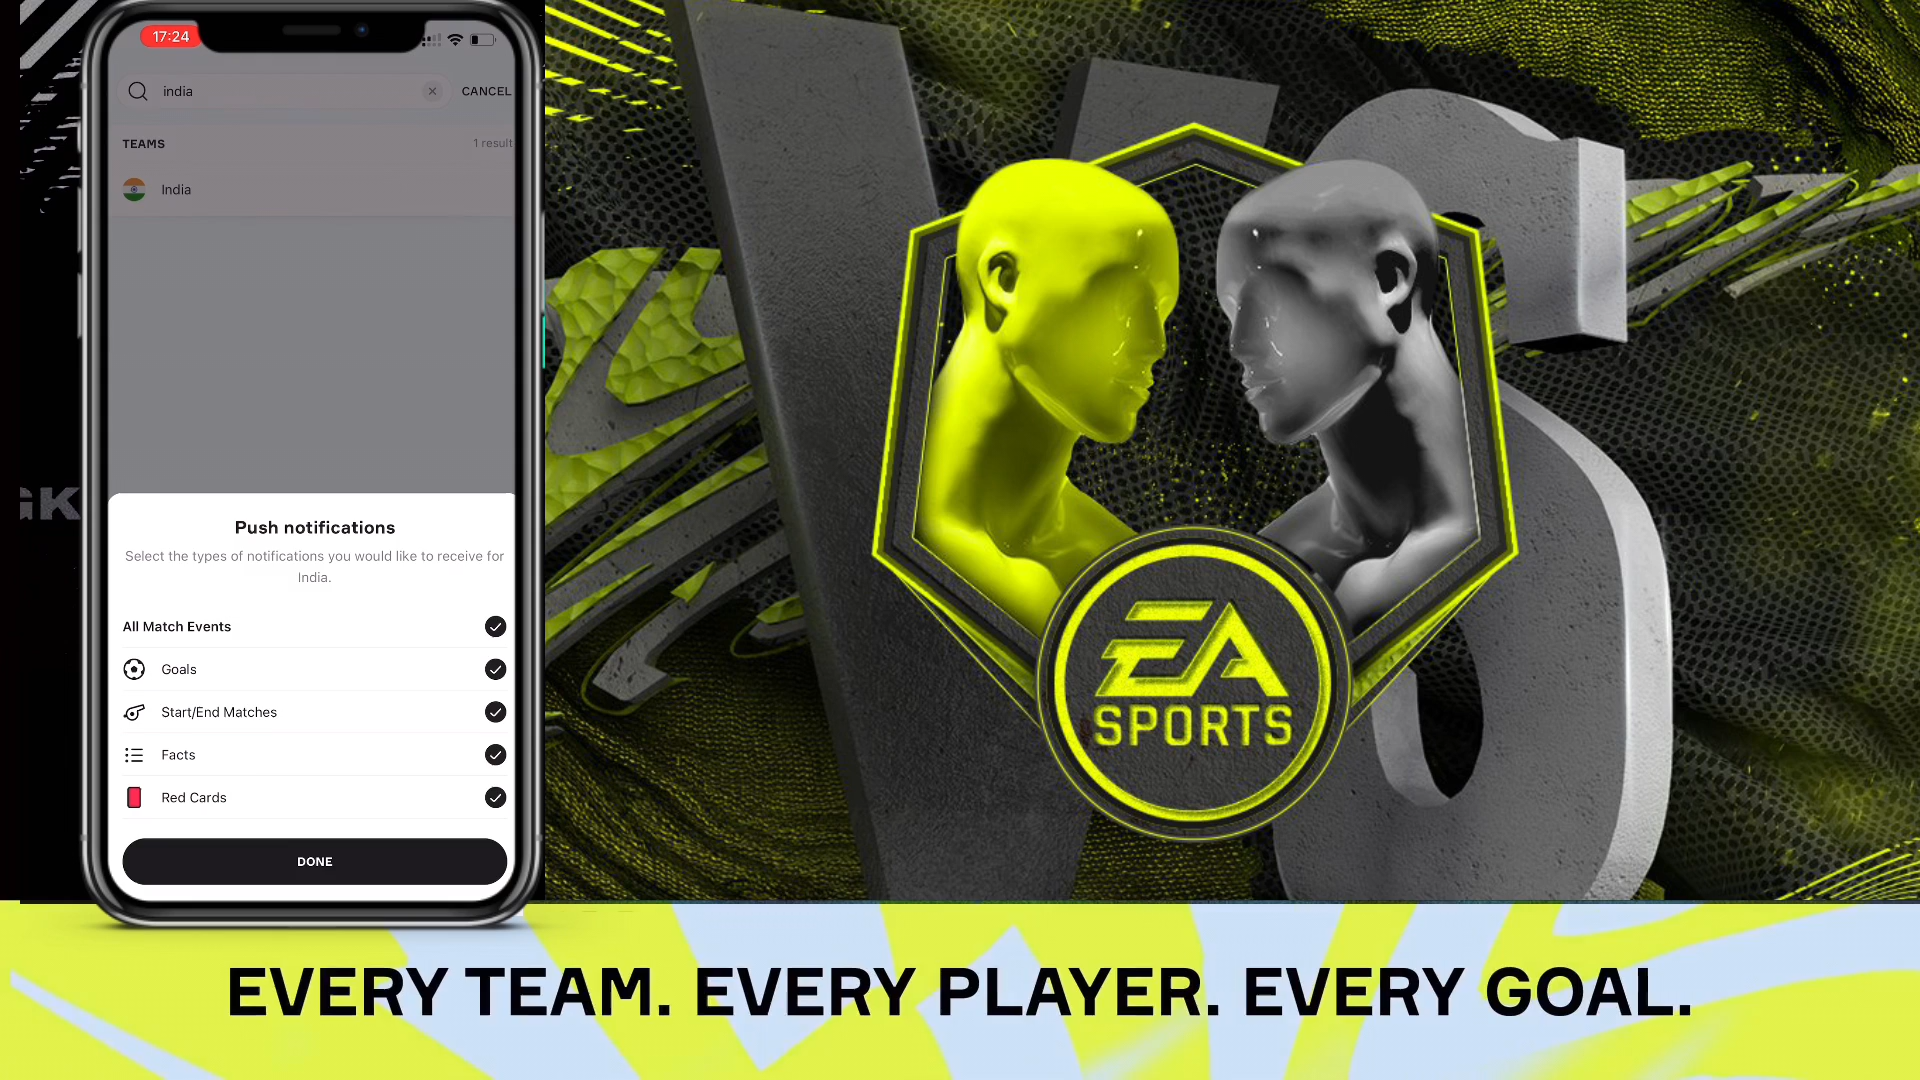 17:24
india
CANCEL
TEAMS
1 result
India
Push notifications
Select the types of notifications you would like to receive for
India.
All Match Events
Goals
Start/End Matches
Facts
Red Cards
DONE
EA
SPORTS
EVERY TEAM. EVERY PLAYER. EVERY GOAL.